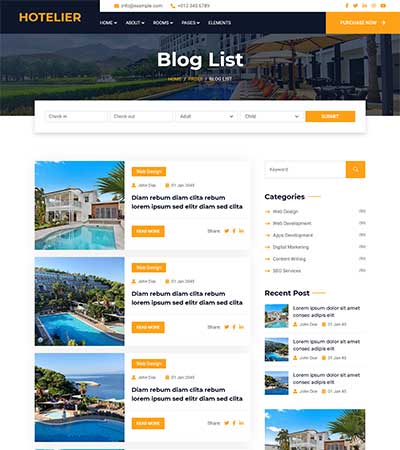 info@example.com +012 345 6789
HOTELIER
HOME ABOUT ROOMS PAGES ELEMENTS
PURCHASE NOW
Blog List
HOME / PAGES / BLOG LIST
Check in Check out Adult Child SUBMIT
Web Design
John Doe 01 Jan 2045
Diam rebum diam clita rebum
lorem ipsum sed elitr diam sed clita
READ MORE Share:
Web Design
John Doe 01 Jan 2045
Diam rebum diam clita rebum
lorem ipsum sed elitr diam sed clita
READ MORE Share:
Web Design
John Doe 01 Jan 2045
Diam rebum diam clita rebum
lorem ipsum sed elitr diam sed clita
READ MORE Share:
Keyword
Categories
Web Design (150)
Web Development (150)
Apps Development (150)
Digital Marketing (150)
Content Writing (150)
SEO Services (150)
Recent Post
Lorem ipsum dolor sit amet
consec adipis elit
John Doe 01 Jan 45
Lorem ipsum dolor sit amet
consec adipis elit
John Doe 01 Jan 45
Lorem ipsum dolor sit amet
consec adipis elit
John Doe 01 Jan 45